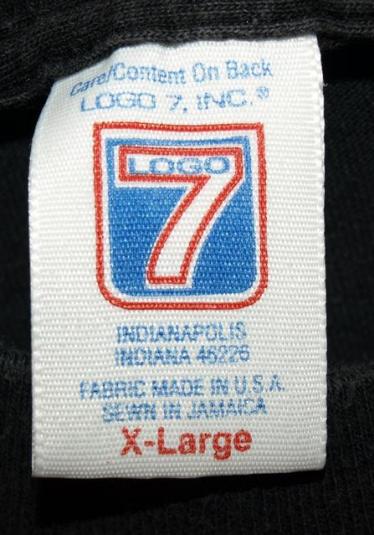 Care/Content On Back
LOGO 7, INC.®
LOGO
7
INDIANAPOLIS
INDIANA 46226
FABRIC MADE IN U.S.A.
SEWN IN JAMAICA
X-Large